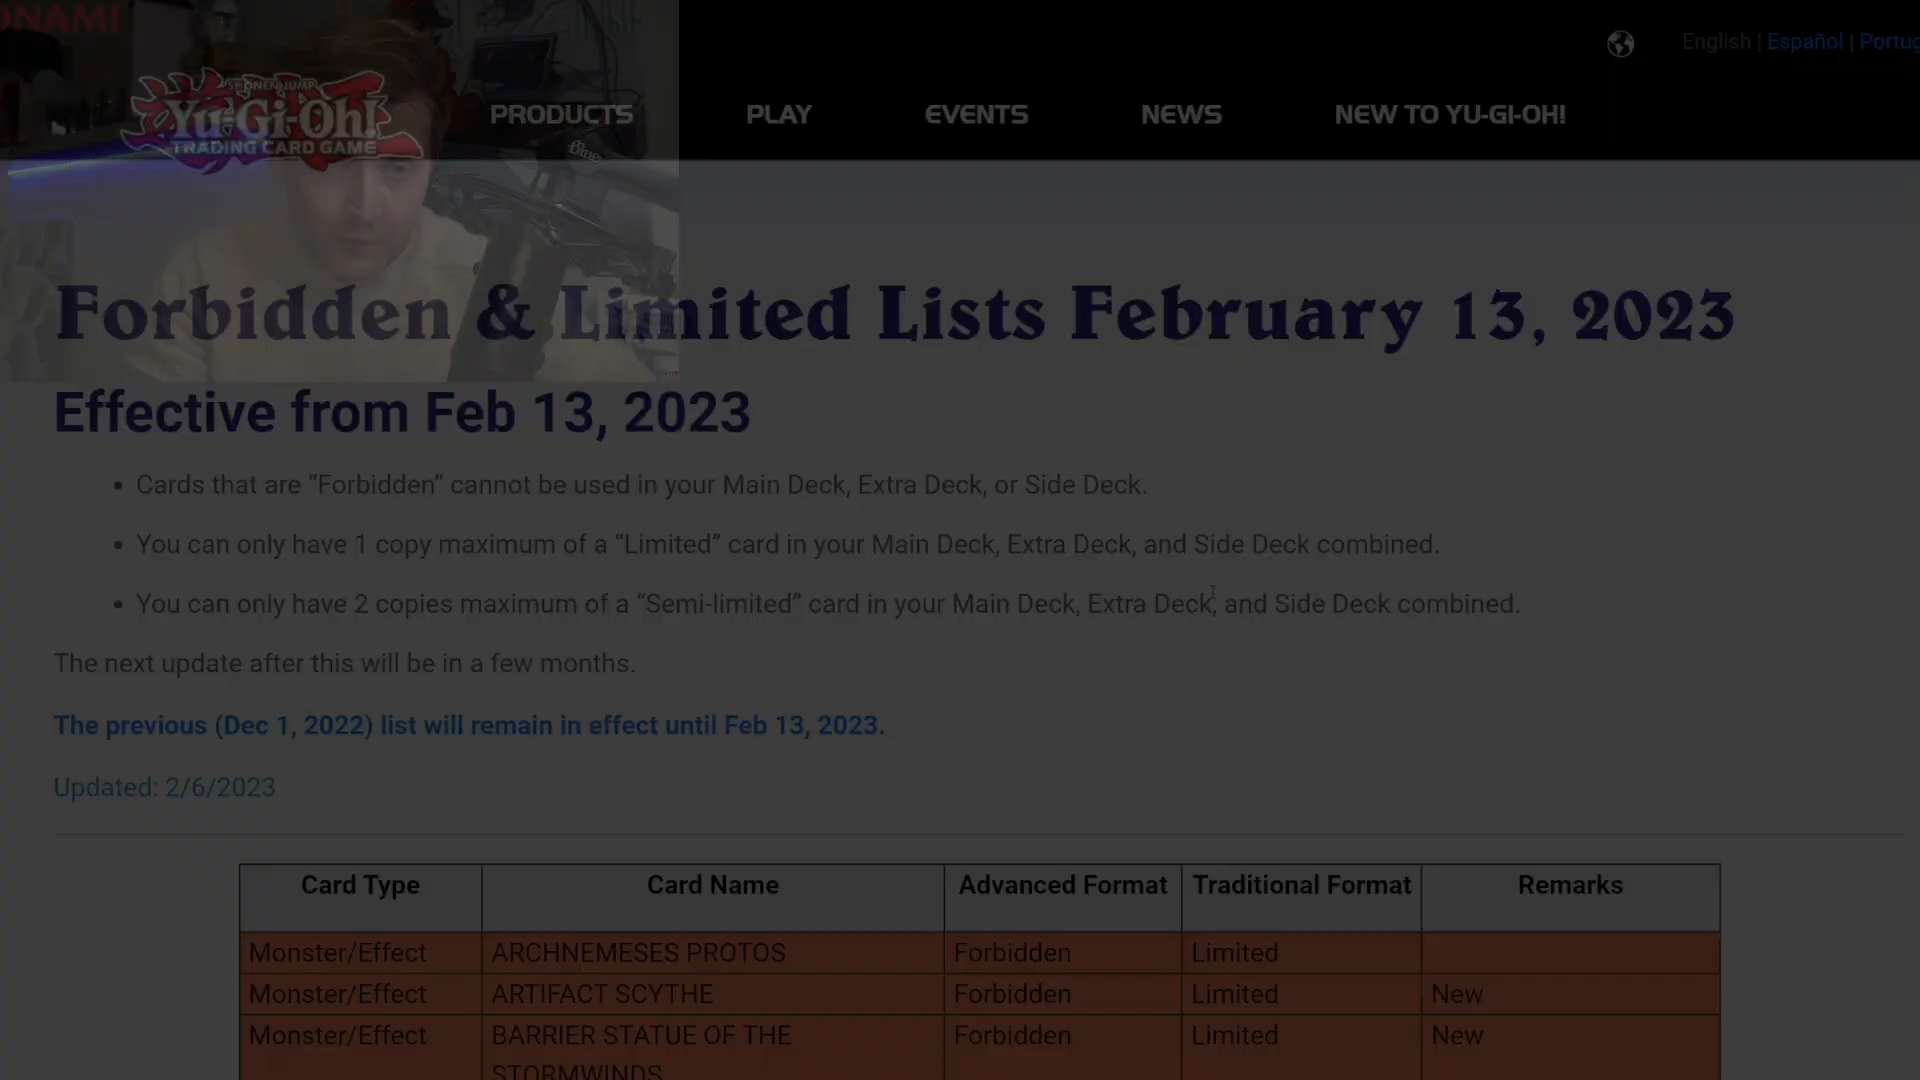 KONAMI
English | Español | Portug
SHONEN JUMP
Yu-Gi-Oh!
TRADING CARD GAME
PRODUCTS
PLAY
EVENTS
NEWS
NEW TO YU-GI-OH!
Blue
Forbidden & Limited Lists February 13, 2023
Effective from Feb 13, 2023
• Cards that are “Forbidden” cannot be used in your Main Deck, Extra Deck, or Side Deck.
• You can only have 1 copy maximum of a “Limited” card in your Main Deck, Extra Deck, and Side Deck combined.
• You can only have 2 copies maximum of a “Semi-limited” card in your Main Deck, Extra Deck, and Side Deck combined.
The next update after this will be in a few months.
The previous (Dec 1, 2022) list will remain in effect until Feb 13, 2023.
Updated: 2/6/2023
Card Type Card Name Advanced Format Traditional Format Remarks
Monster/Effect ARCHNEMESES PROTOS Forbidden Limited
Monster/Effect ARTIFACT SCYTHE Forbidden Limited New
Monster/Effect BARRIER STATUE OF THE Forbidden Limited New
STORMWINDS